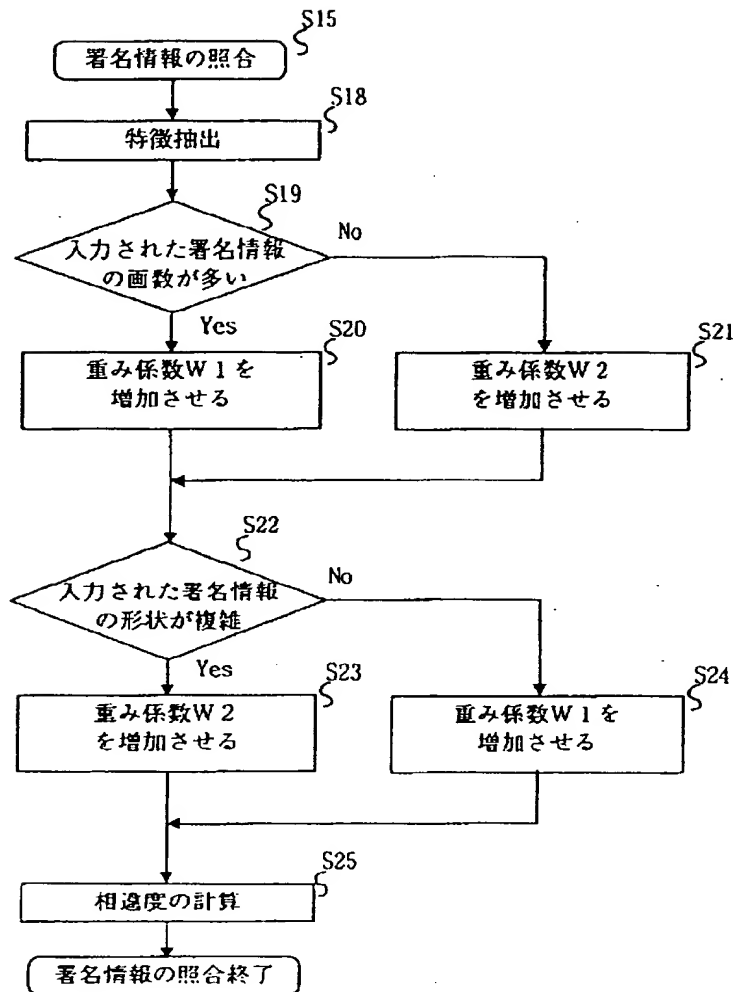 S15
署名情報の照合
S18
特徴抽出
S19
入力された署名情報
の画数が多い
No
Yes
S20
重み係数W1を
増加させる
S21
重み係数W2
を増加させる
S22
入力された署名情報
の形状が複雑
No
Yes
S23
重み係数W2
を増加させる
S24
重み係数W1を
増加させる
S25
相違度の計算
署名情報の照合終了